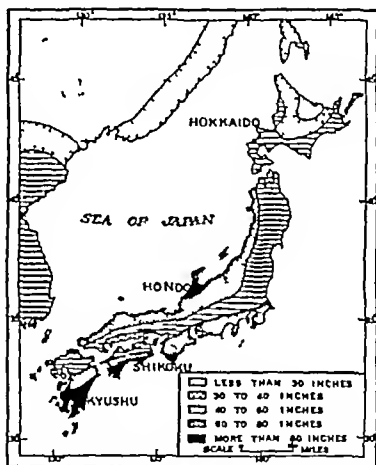 HOKKAIDO
SEA OF JAPAN
HONDO
SHIKOKU
KYUSHU
LESS THAN 30 INCHES
30 TO 40 INCHES
40 TO 60 INCHES
60 TO 80 INCHES
MORE THAN 80 INCHES
SCALE MILES